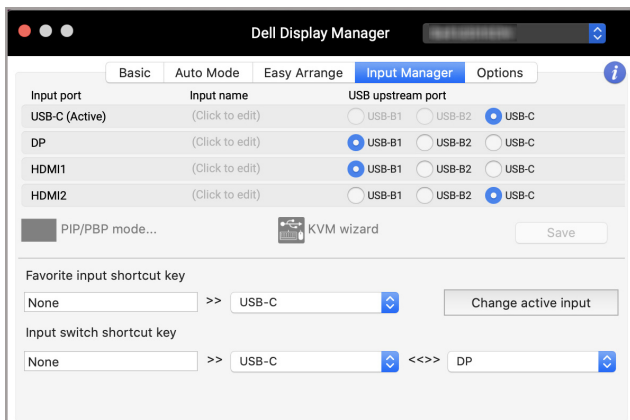 Dell Display Manager
Basic Auto Mode Easy Arrange Input Manager Options i
Input port Input name USB upstream port
USB-C (Active) (Click to edit) USB-B1 USB-B2 USB-C
DP (Click to edit) USB-B1 USB-B2 USB-C
HDMI1 (Click to edit) USB-B1 USB-B2 USB-C
HDMI2 (Click to edit) USB-B1 USB-B2 USB-C
PIP/PBP mode... KVM wizard Save
Favorite input shortcut key
None >> USB-C Change active input
Input switch shortcut key
None >> USB-C <<>> DP